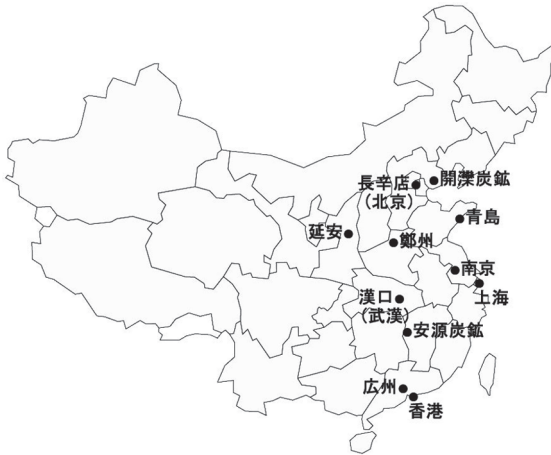 長辛店
（北京）
開灤炭鉱
青島
延安
鄭州
南京
上海
漢口
（武漢）
安源炭鉱
広州
香港